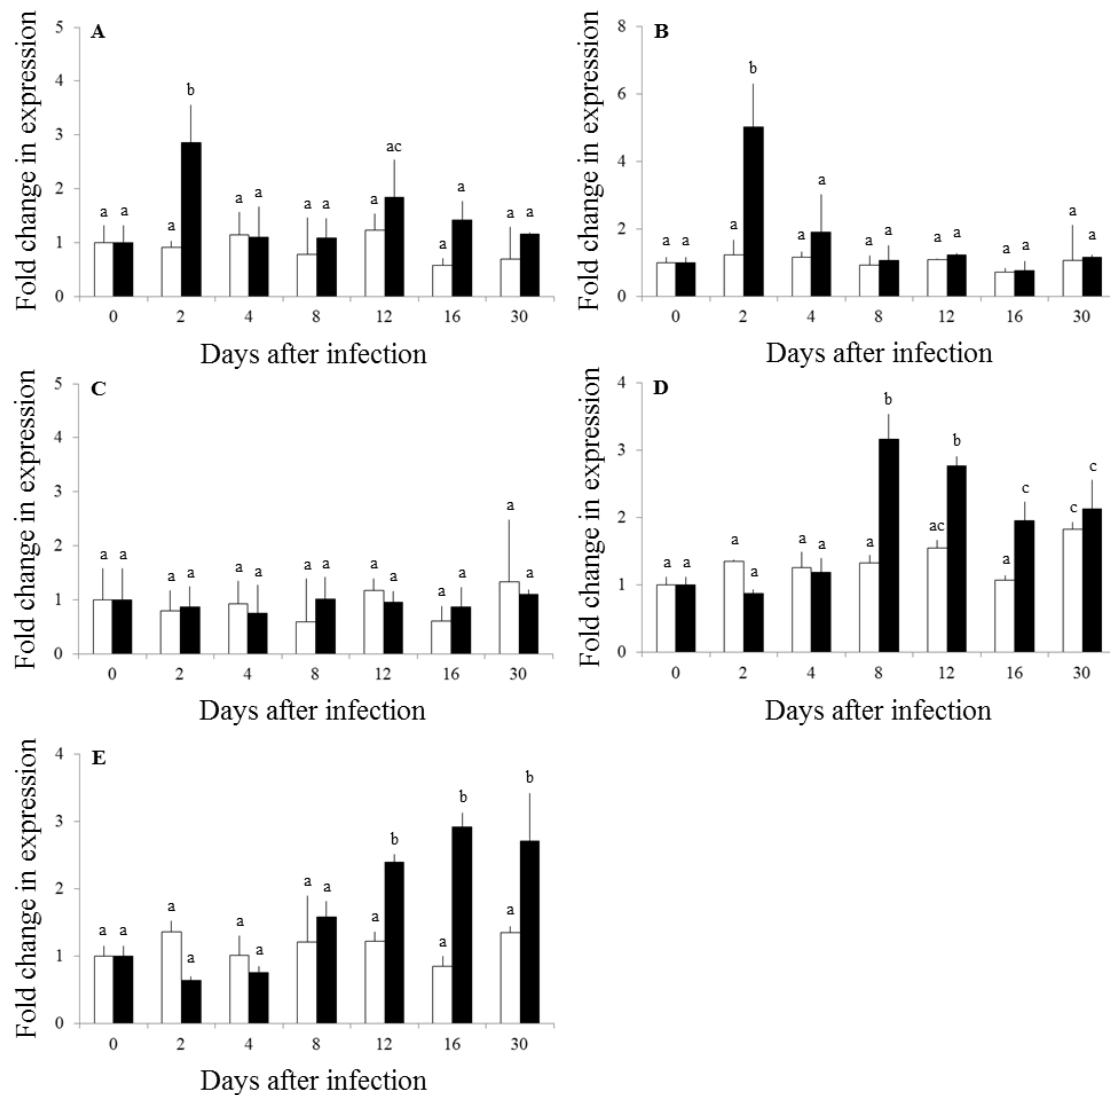 A
Fold change in expression
5
4
3
2
1
0
a a a b a a a a a ac a a a a
0 2 4 8 12 16 30
Days after infection
B
Fold change in expression
8
6
4
2
0
a a a b a a a a a a a a a a
0 2 4 8 12 16 30
Days after infection
C
Fold change in expression
5
4
3
2
1
0
a a a a a a a a a a a a a a
0 2 4 8 12 16 30
Days after infection
D
Fold change in expression
4
3
2
1
0
a a a a a a a b ac b a c c c
0 2 4 8 12 16 30
Days after infection
E
Fold change in expression
4
3
2
1
0
a a a a a a a a a b a b a b
0 2 4 8 12 16 30
Days after infection